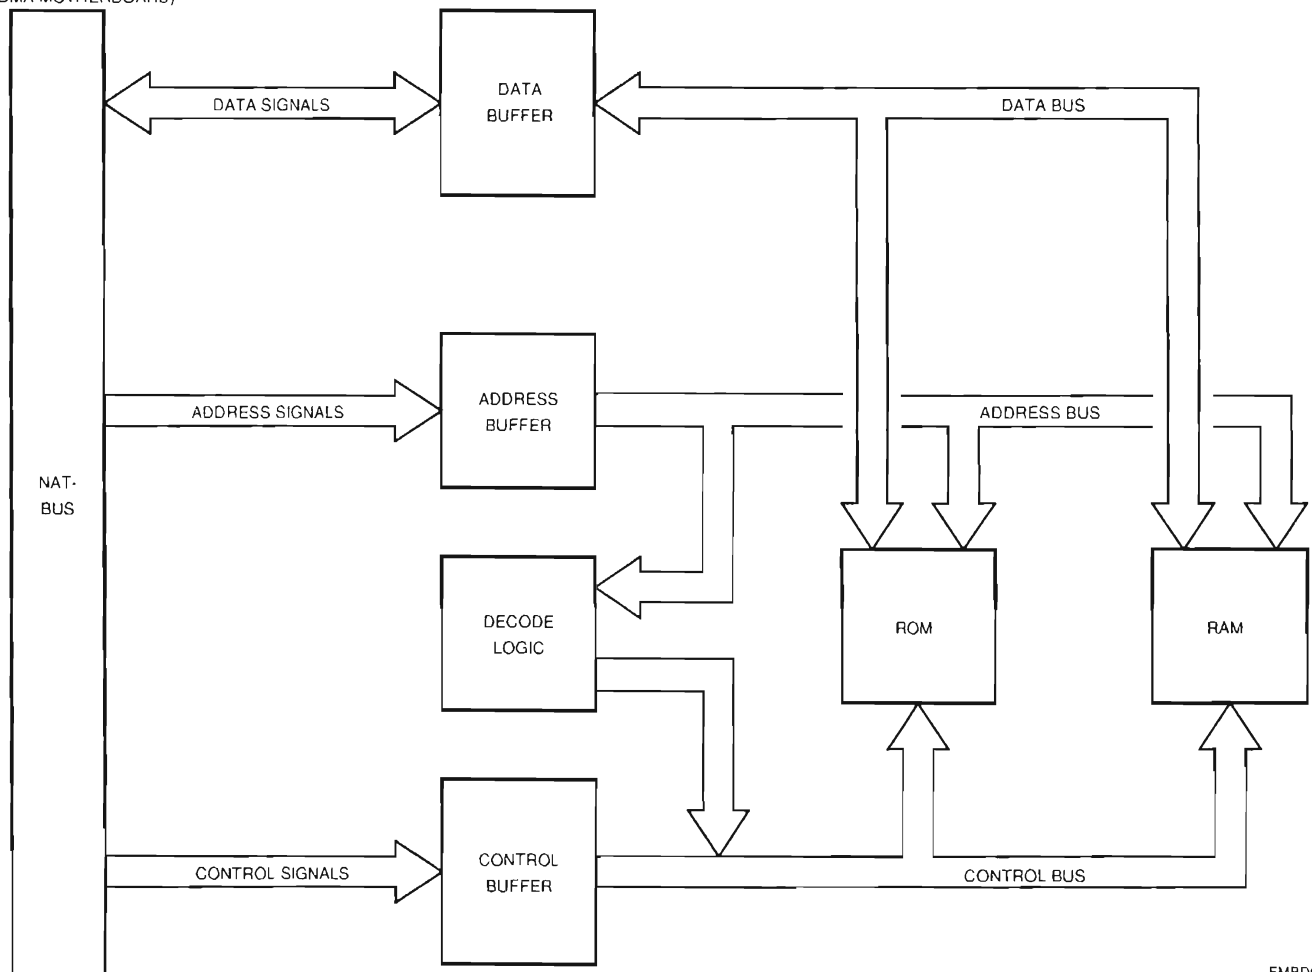 DATA
BUFFER
DATA SIGNALS
DATA BUS
ADDRESS
BUFFER
ADDRESS SIGNALS
ADDRESS BUS
NAT-
BUS
DECODE
LOGIC
ROM
RAM
CONTROL
BUFFER
CONTROL SIGNALS
CONTROL BUS